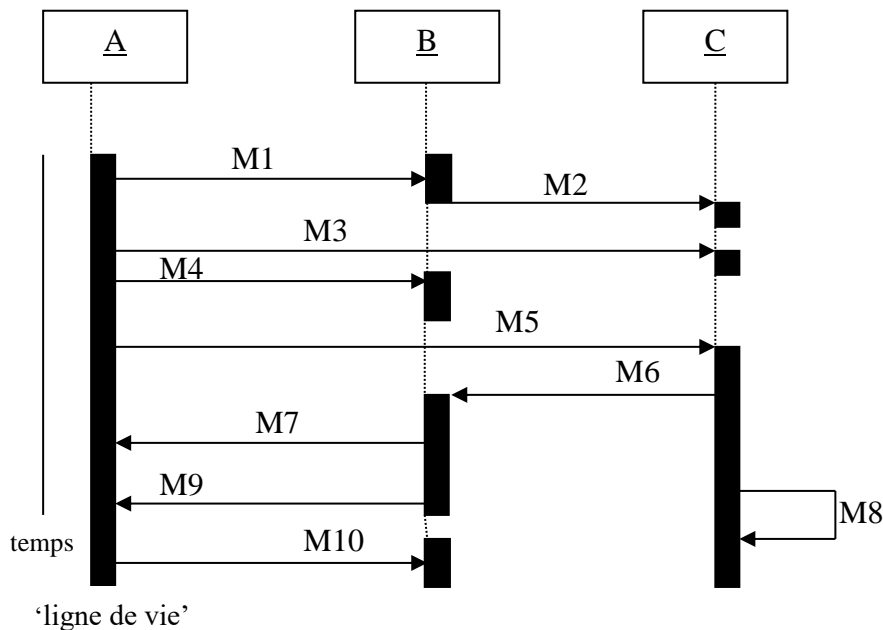 A
B
C
M1
M2
M3
M4
M5
M6
M7
M9
M8
M10
temps
‘ligne de vie’